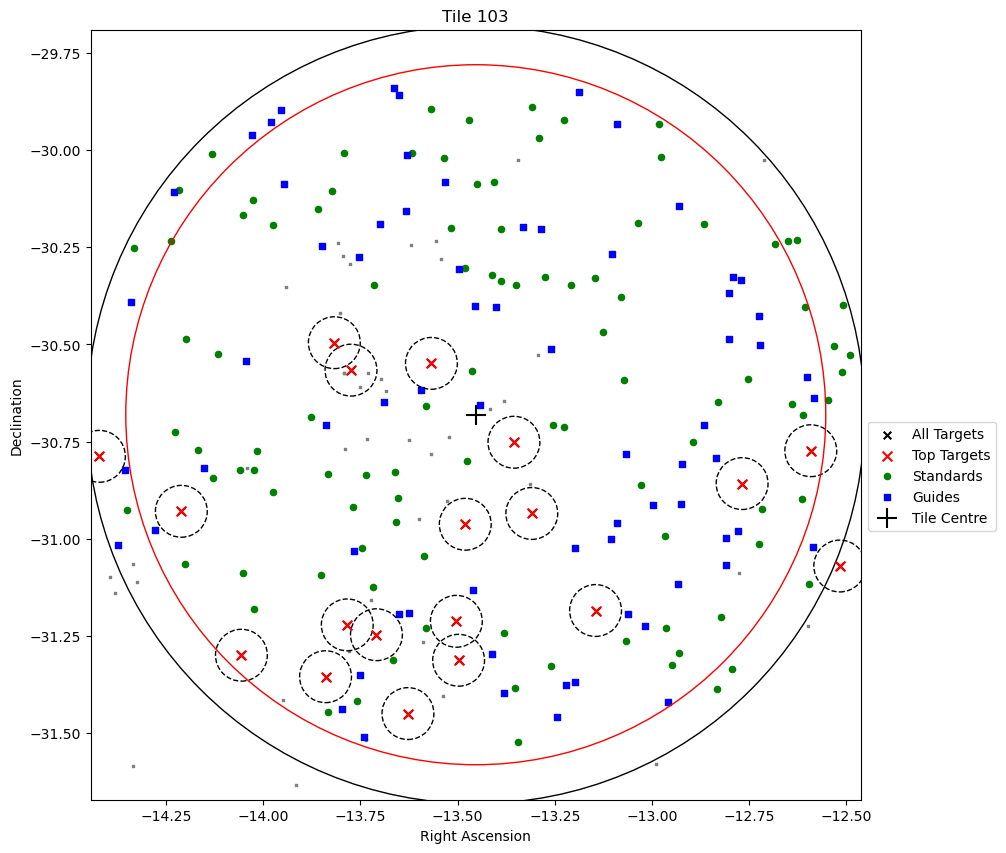 Tile 103
−29.75
−30.00
−30.25
−30.50
−30.75
−31.00
−31.25
−31.50
Declination
−14.25
−14.00
−13.75
−13.50
−13.25
−13.00
−12.75
−12.50
Right Ascension
All Targets
Top Targets
Standards
Guides
Tile Centre